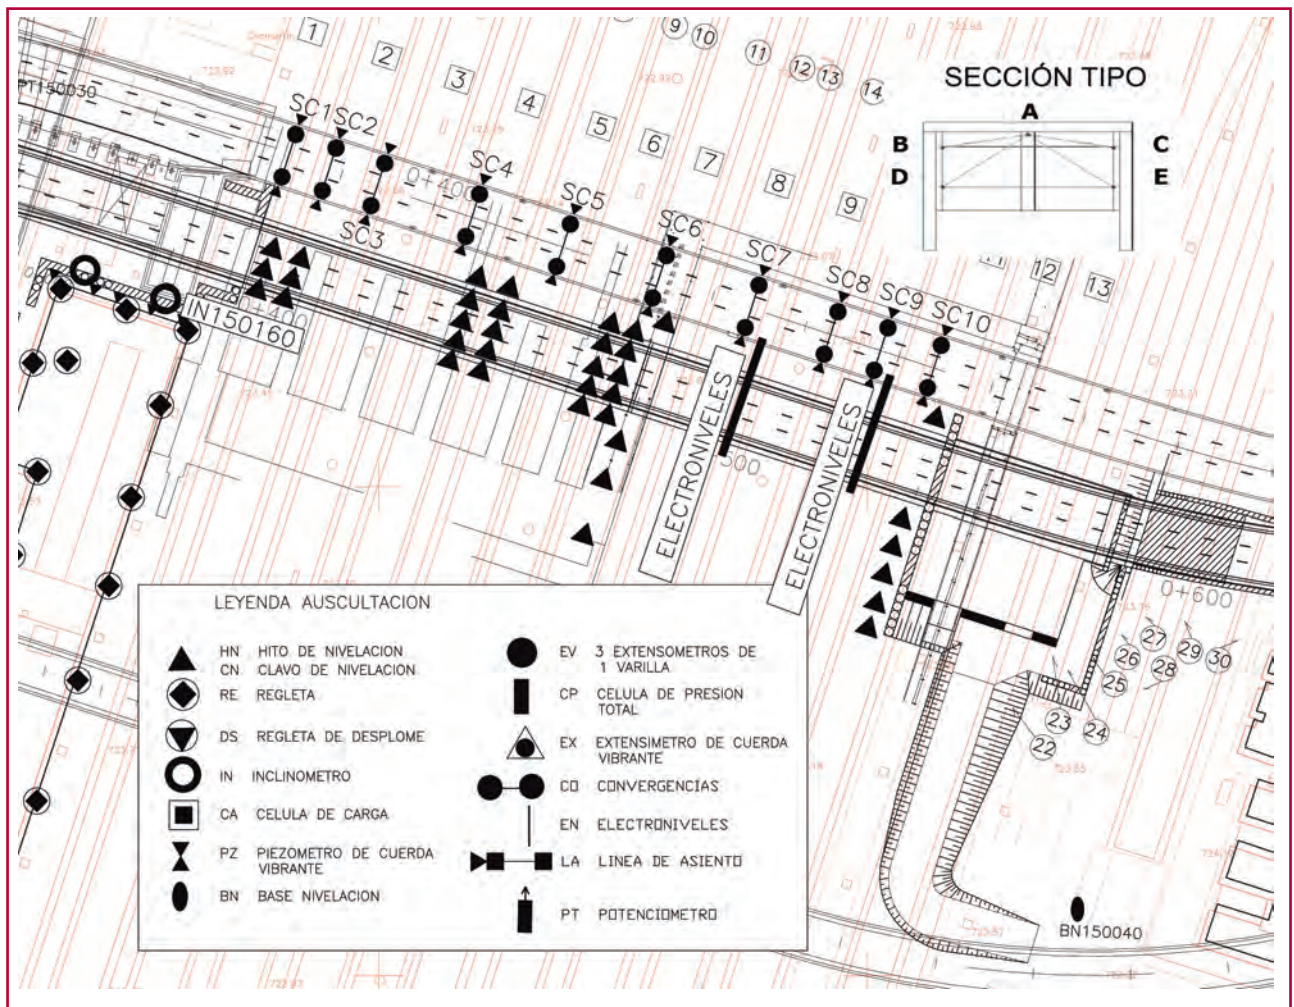 1
2
3
4
5
6
7
8
9
12
13
9
10
11
12
13
14
SECCIÓN TIPO
A
B
C
D
E
PT150030
SC1
SC2
SC3
SC4
SC5
SC6
SC7
SC8
SC9
SC10
0+400
0+400
500
0+600
IN150160
ELECTRONIVELES
ELECTRONIVELES
LEYENDA AUSCULTACION
HN HITO DE NIVELACION
CN CLAVO DE NIVELACION
RE REGLETA
DS REGLETA DE DESPLOME
IN INCLINOMETRO
CA CELULA DE CARGA
PZ PIEZOMETRO DE CUERDA
VIBRANTE
BN BASE NIVELACION
EV 3 EXTENSOMETROS DE
1 VARILLA
CP CELULA DE PRESION
TOTAL
EX EXTENSIMETRO DE CUERDA
VIBRANTE
CO CONVERGENCIAS
EN ELECTRONIVELES
LA LINEA DE ASIENTO
PT POTENCIOMETRO
22
23
24
25
26
27
28
29
30
BN150040